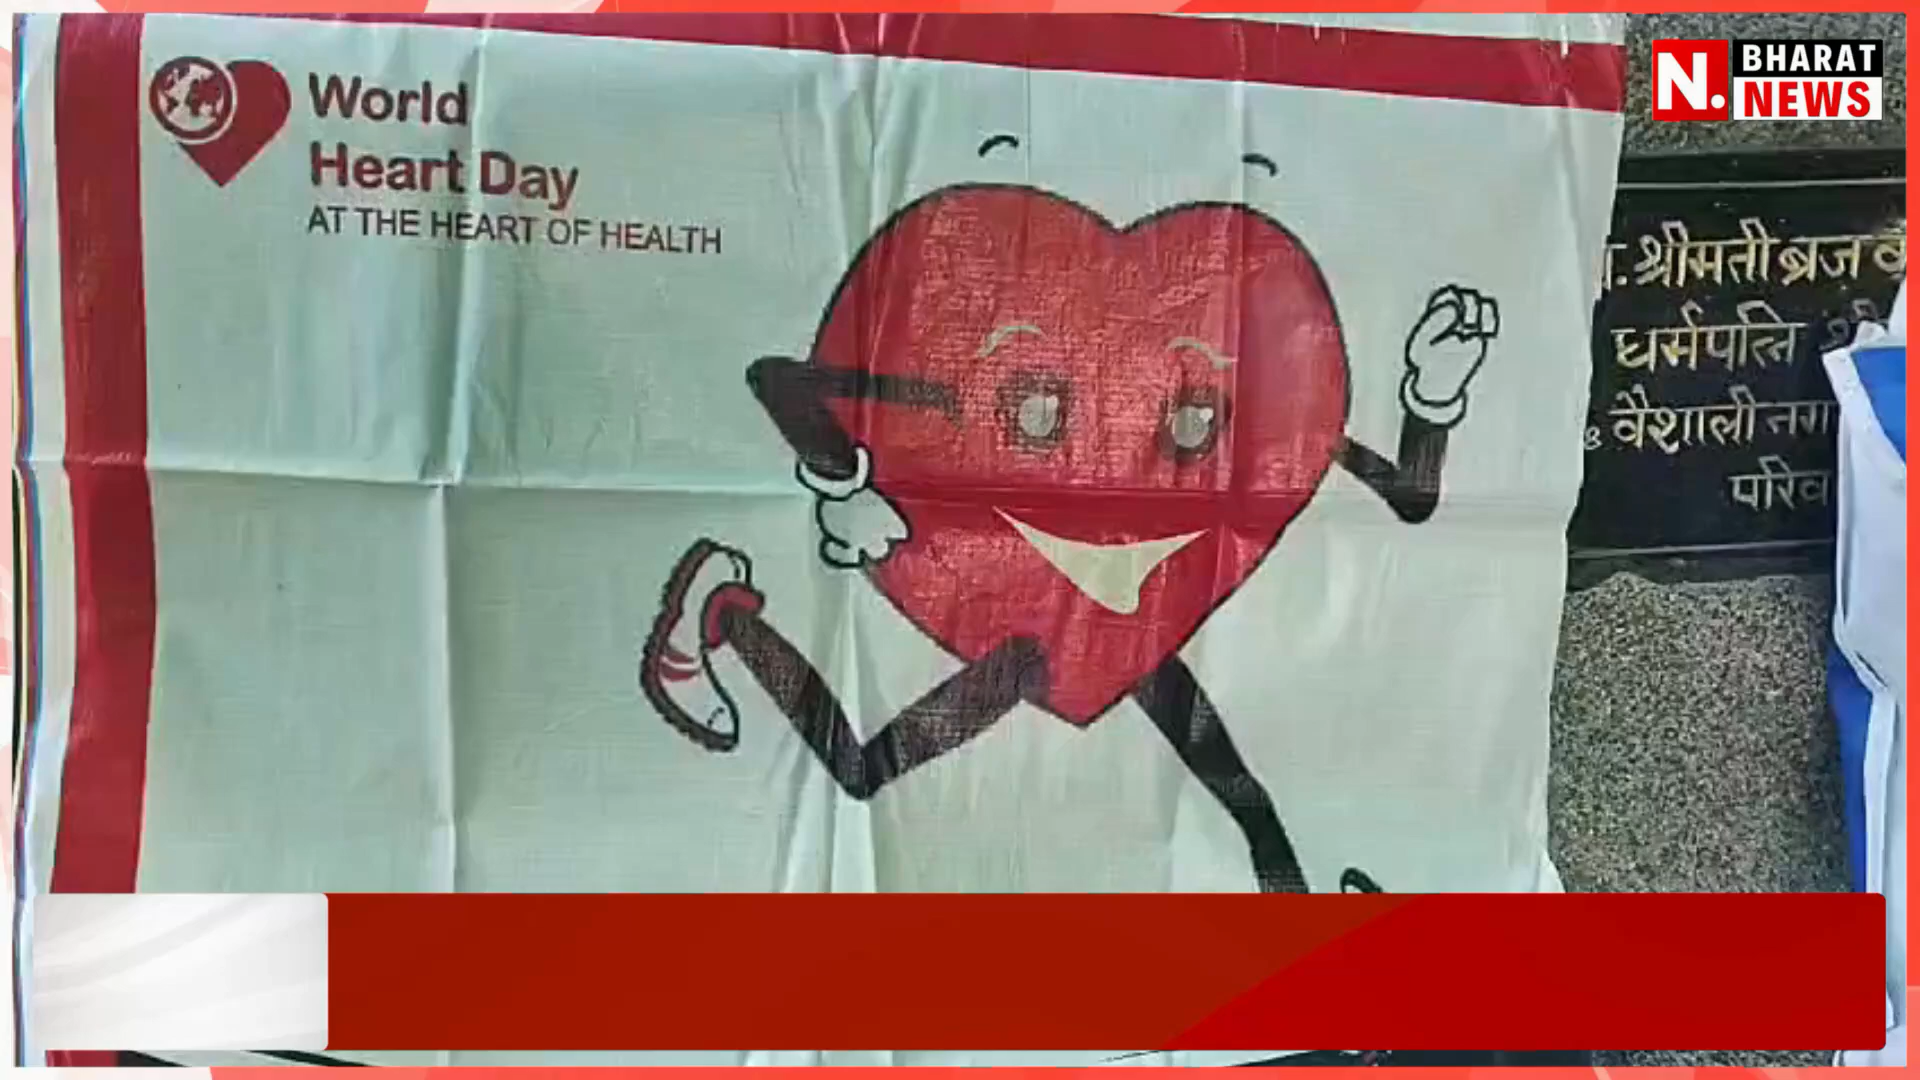 World
Heart Day
AT THE HEART OF HEALTH
N.
BHARAT
NEWS
श्रीमती ब्रज
धर्मपत्नि
वैशाली